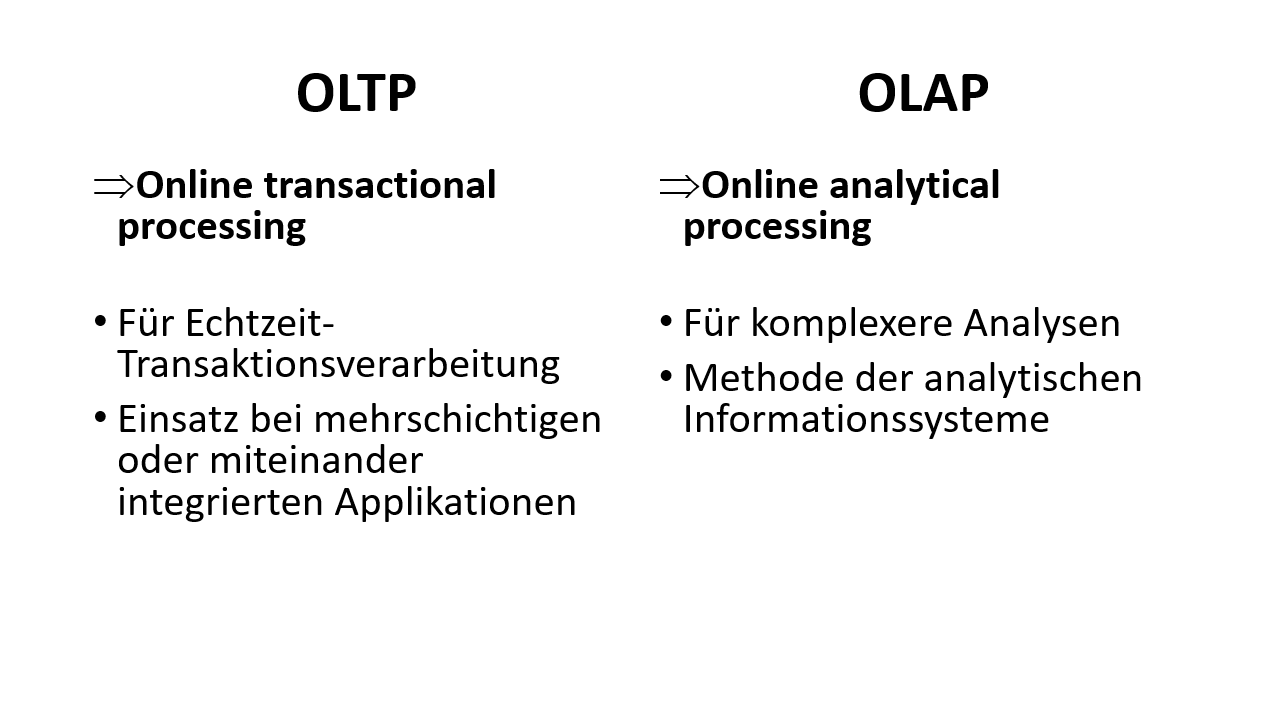 OLTP
⇒Online transactional
processing
• Für Echtzeit-
Transaktionsverarbeitung
• Einsatz bei mehrschichtigen
oder miteinander
integrierten Applikationen
OLAP
⇒Online analytical
processing
• Für komplexere Analysen
• Methode der analytischen
Informationssysteme